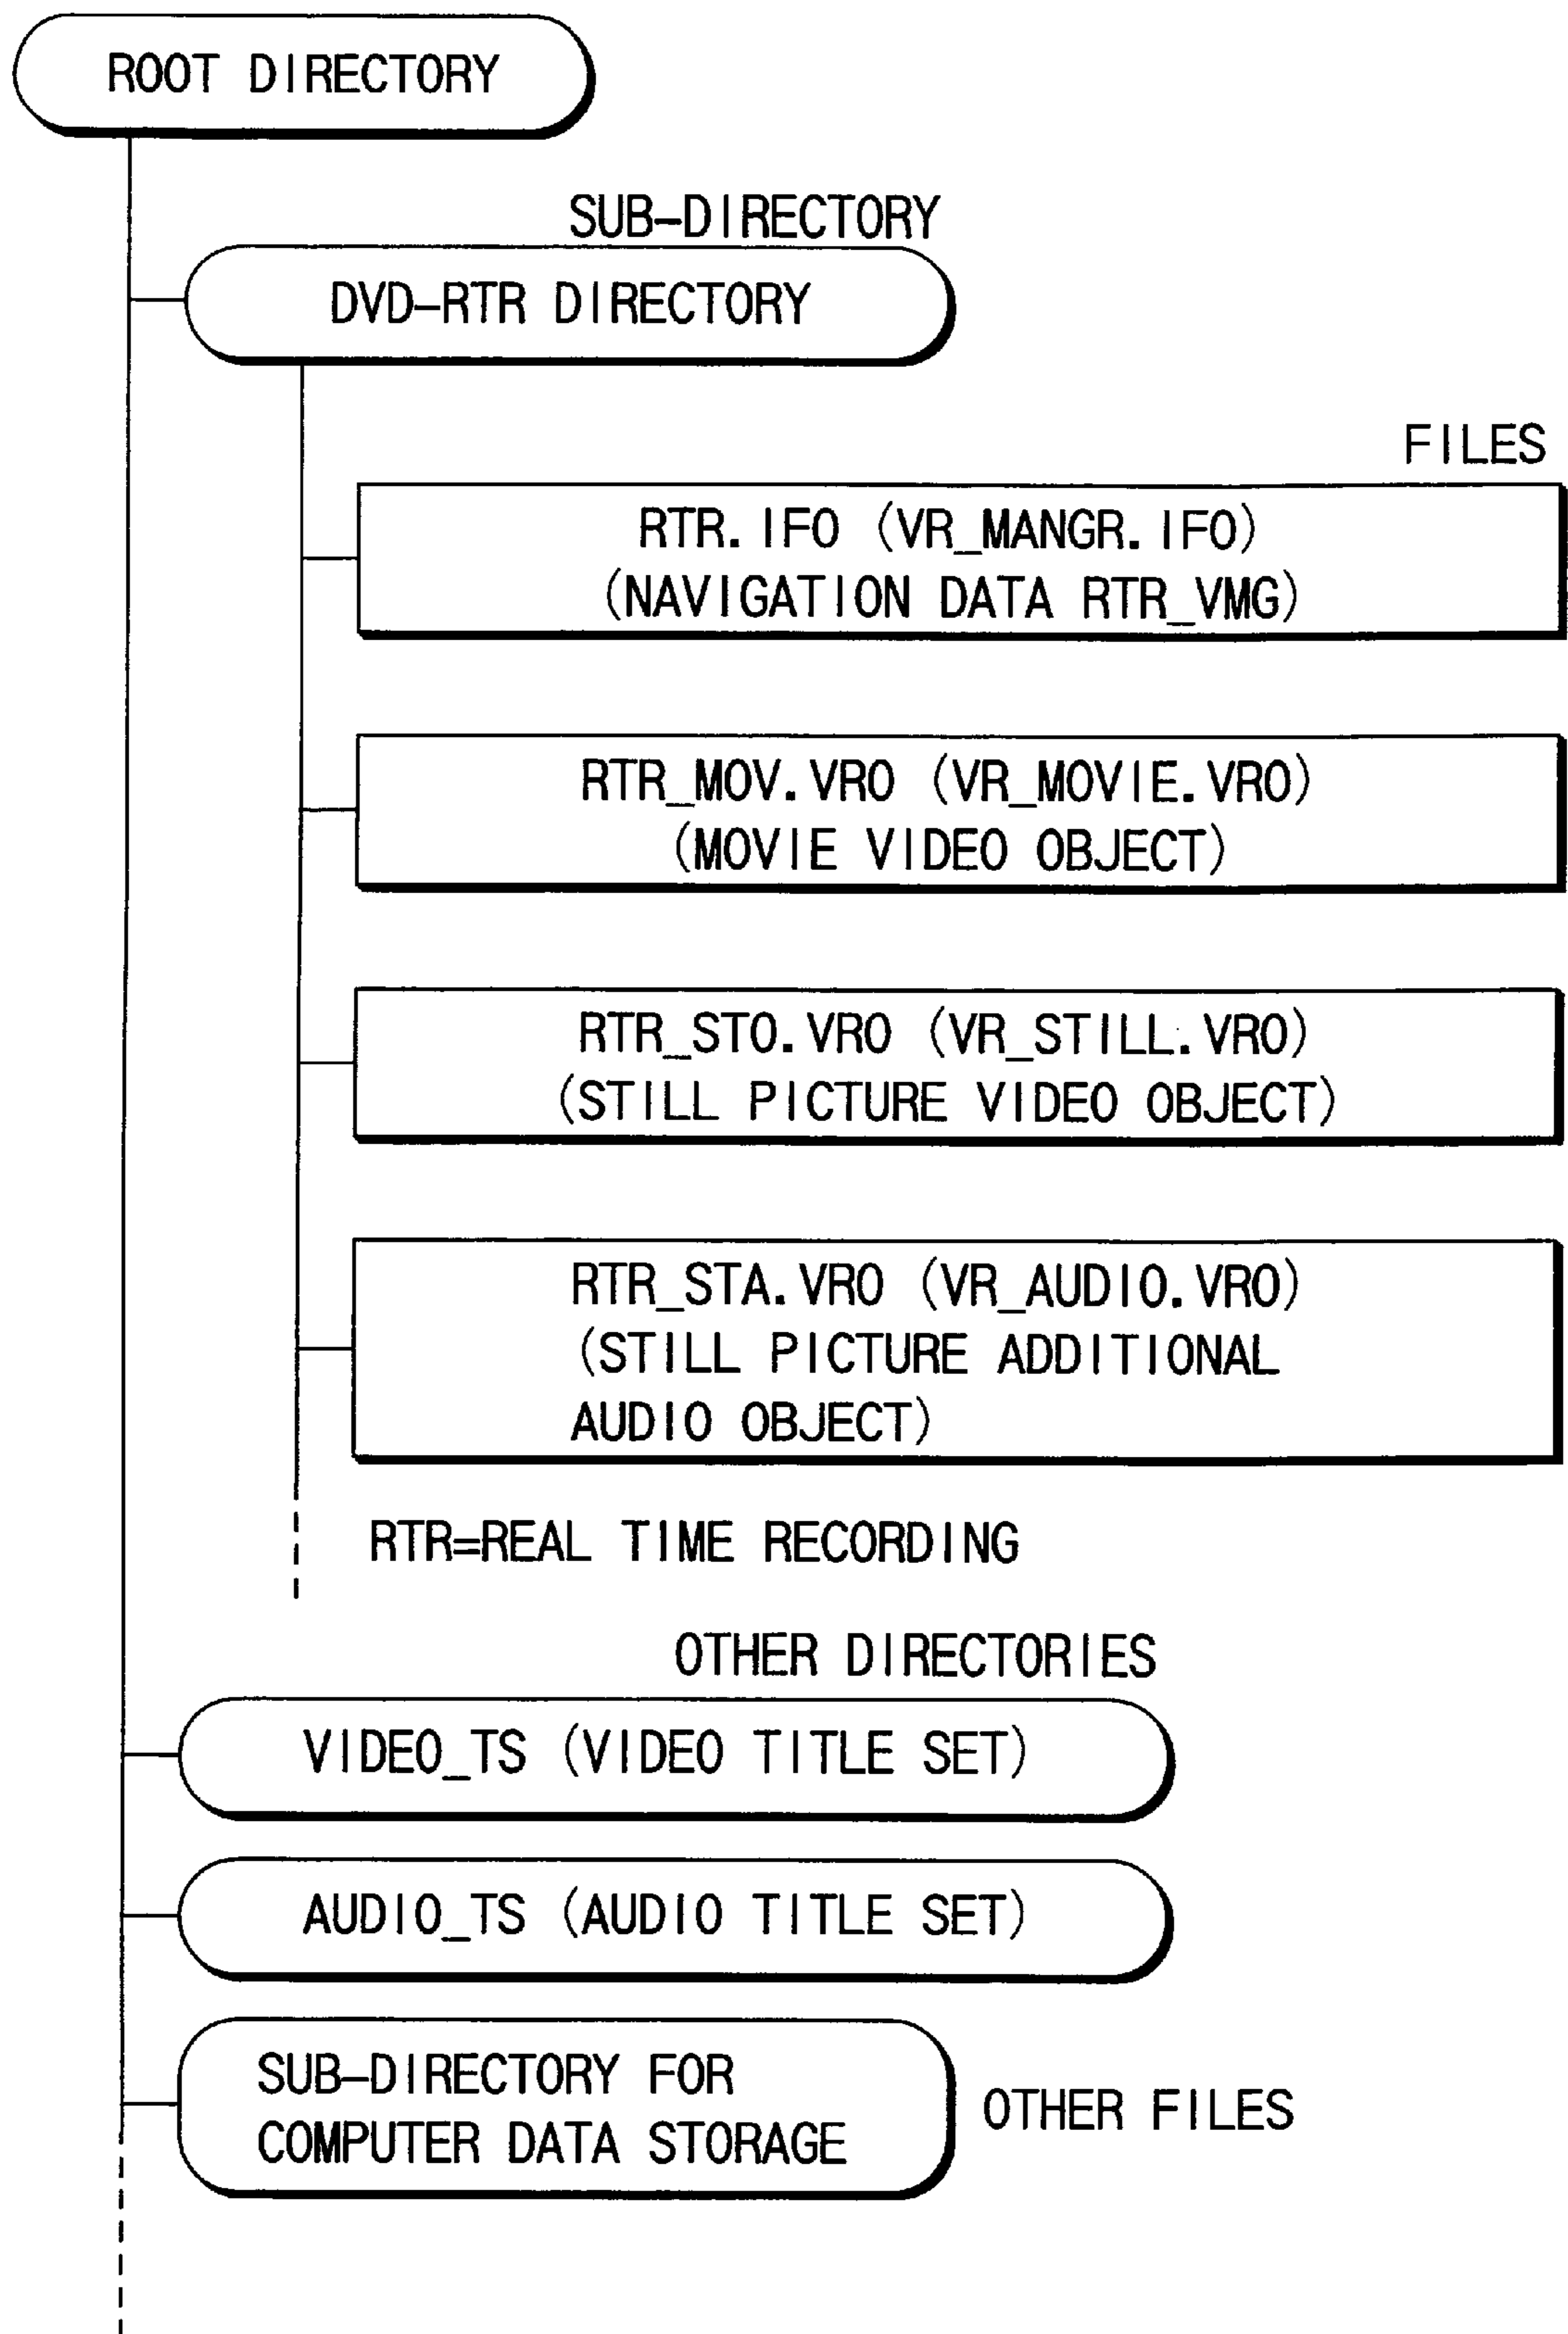 ROOT DIRECTORY
SUB-DIRECTORY
DVD-RTR DIRECTORY
FILES
RTR.IFO (VR_MANGR.IFO)
(NAVIGATION DATA RTR_VMG)
RTR_MOV.VRO (VR_MOVIE.VRO)
(MOVIE VIDEO OBJECT)
RTR_STO.VRO (VR_STILL.VRO)
(STILL PICTURE VIDEO OBJECT)
RTR_STA.VRO (VR_AUDIO.VRO)
(STILL PICTURE ADDITIONAL
AUDIO OBJECT)
RTR=REAL TIME RECORDING
OTHER DIRECTORIES
VIDEO_TS (VIDEO TITLE SET)
AUDIO_TS (AUDIO TITLE SET)
SUB-DIRECTORY FOR
COMPUTER DATA STORAGE
OTHER FILES